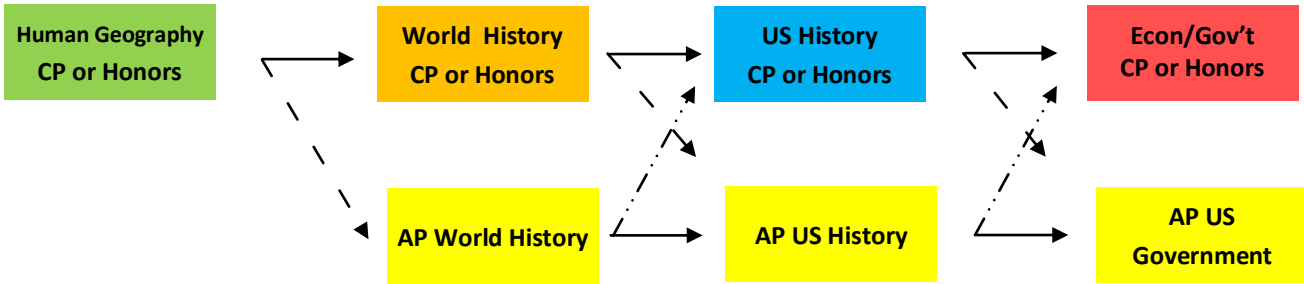 Human Geography
CP or Honors
World History
CP or Honors
US History
CP or Honors
Econ/Gov't
CP or Honors
AP World History
AP US History
AP US
Government